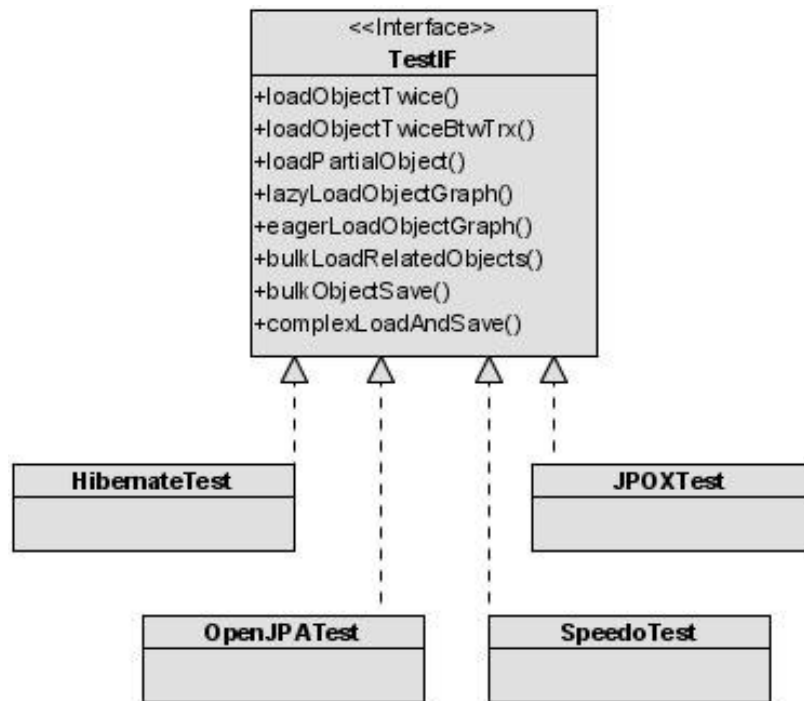 <<Interface>>
TestIF
+loadObjectTwice()
+loadObjectTwiceBtwTrx()
+loadPartialObject()
+lazyLoadObjectGraph()
+eagerLoadObjectGraph()
+bulkLoadRelatedObjects()
+bulkObjectSave()
+complexLoadAndSave()
HibernateTest
JPOXTest
OpenJPATest
SpeedoTest